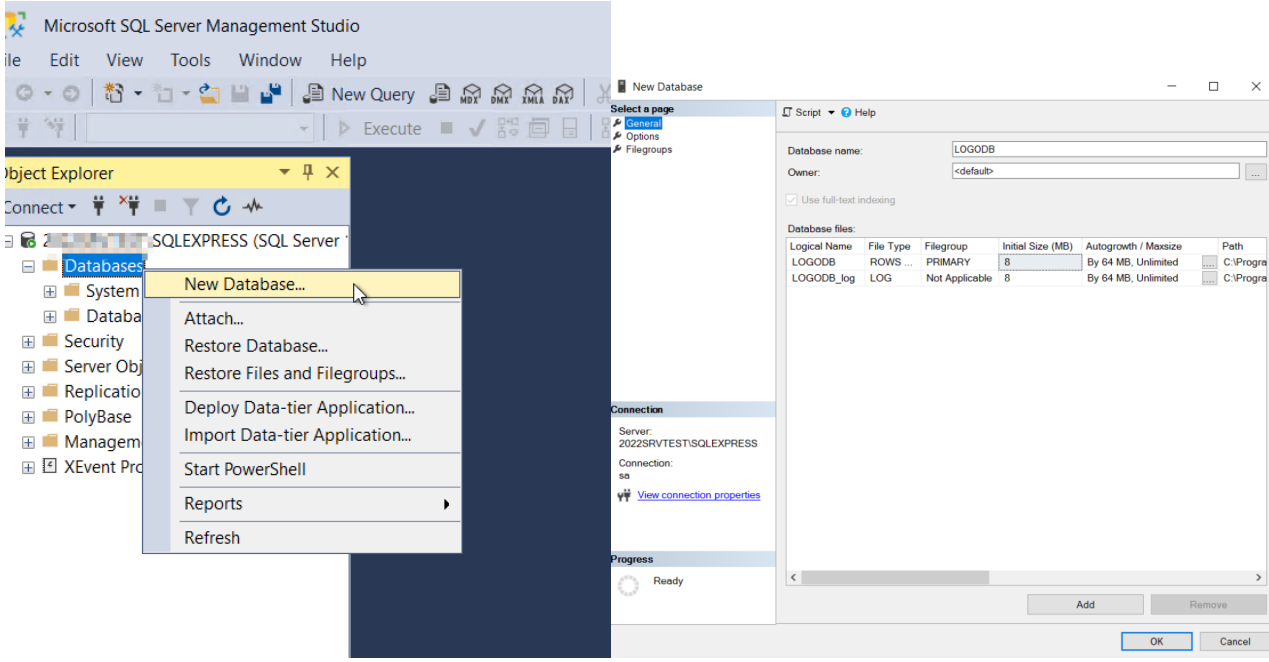 Microsoft SQL Server Management Studio
ile Edit View Tools Window Help
New Query MDX DMX XMLA DAX
Execute
bject Explorer
Connect
2 SQLEXPRESS (SQL Server 1
Databases
System
Databa
Security
Server Obj
Replicatio
PolyBase
Managem
XEvent Pro
New Database...
Attach...
Restore Database...
Restore Files and Filegroups...
Deploy Data-tier Application...
Import Data-tier Application...
Start PowerShell
Reports
Refresh
New Database
Select a page
General
Options
Filegroups
Connection
Server:
2022SRVTEST\SQLEXPRESS
Connection:
sa
View connection properties
Progress
Ready
Script Help
Database name: LOGODB
Owner: <default> ...
Use full-text indexing
Database files:
Logical Name File Type Filegroup Initial Size (MB) Autogrowth / Maxsize Path
LOGODB ROWS ... PRIMARY 8 By 64 MB, Unlimited ... C:\Progra
LOGODB_log LOG Not Applicable 8 By 64 MB, Unlimited ... C:\Progra
Add Remove
OK Cancel